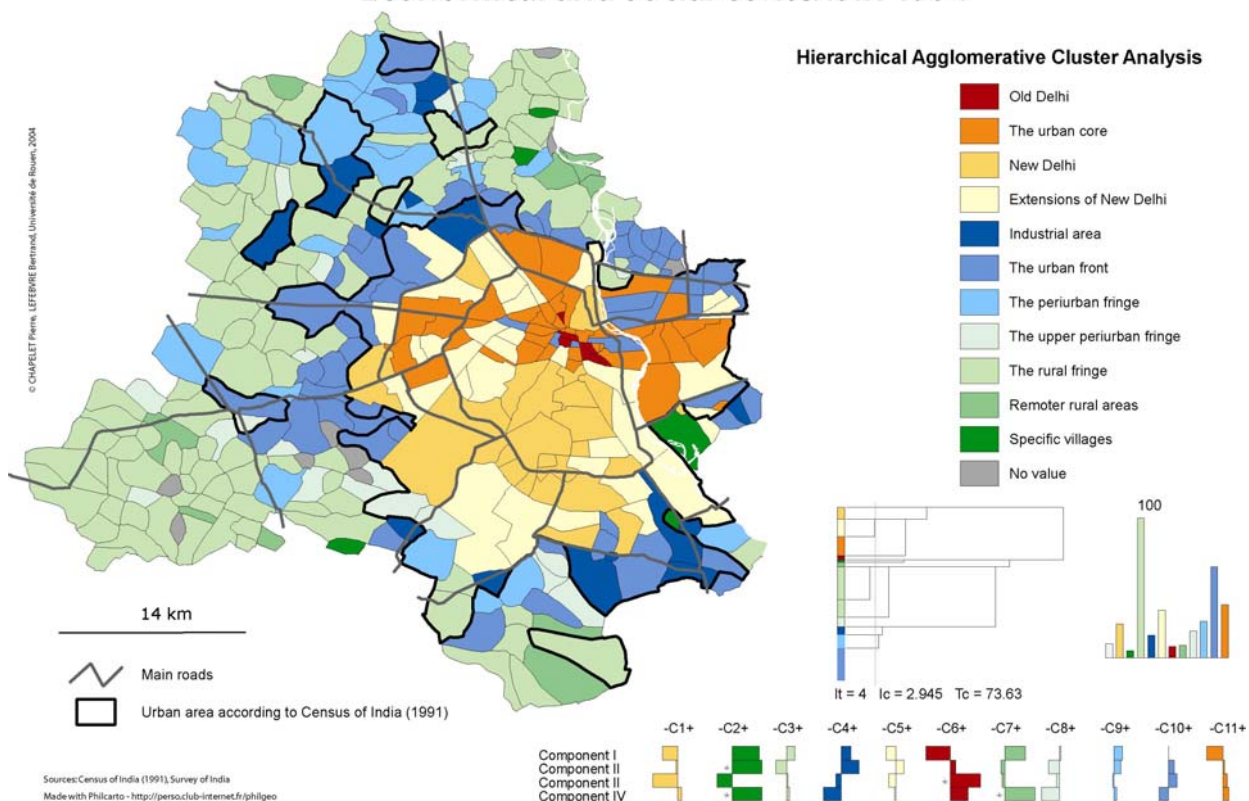 Hierarchical Agglomerative Cluster Analysis
Old Delhi
The urban core
New Delhi
Extensions of New Delhi
Industrial area
The urban front
The periurban fringe
The upper periurban fringe
The rural fringe
Remoter rural areas
Specific villages
No value
© CHAPELET Pierre, LEFEBVRE Bertrand, Université de Rouen, 2004
100
14 km
Main roads
Urban area according to Census of India (1991)
It = 4 Ic = 2.945 Tc = 73.63
-C1+ -C2+ -C3+ -C4+ -C5+ -C6+ -C7+ -C8+ -C9+ -C10+ -C11+
Component I
Component II
Component II
Component IV
Sources: Census of India (1991), Survey of India
Made with Philcarto - http://perso.club-internet.fr/philgeo